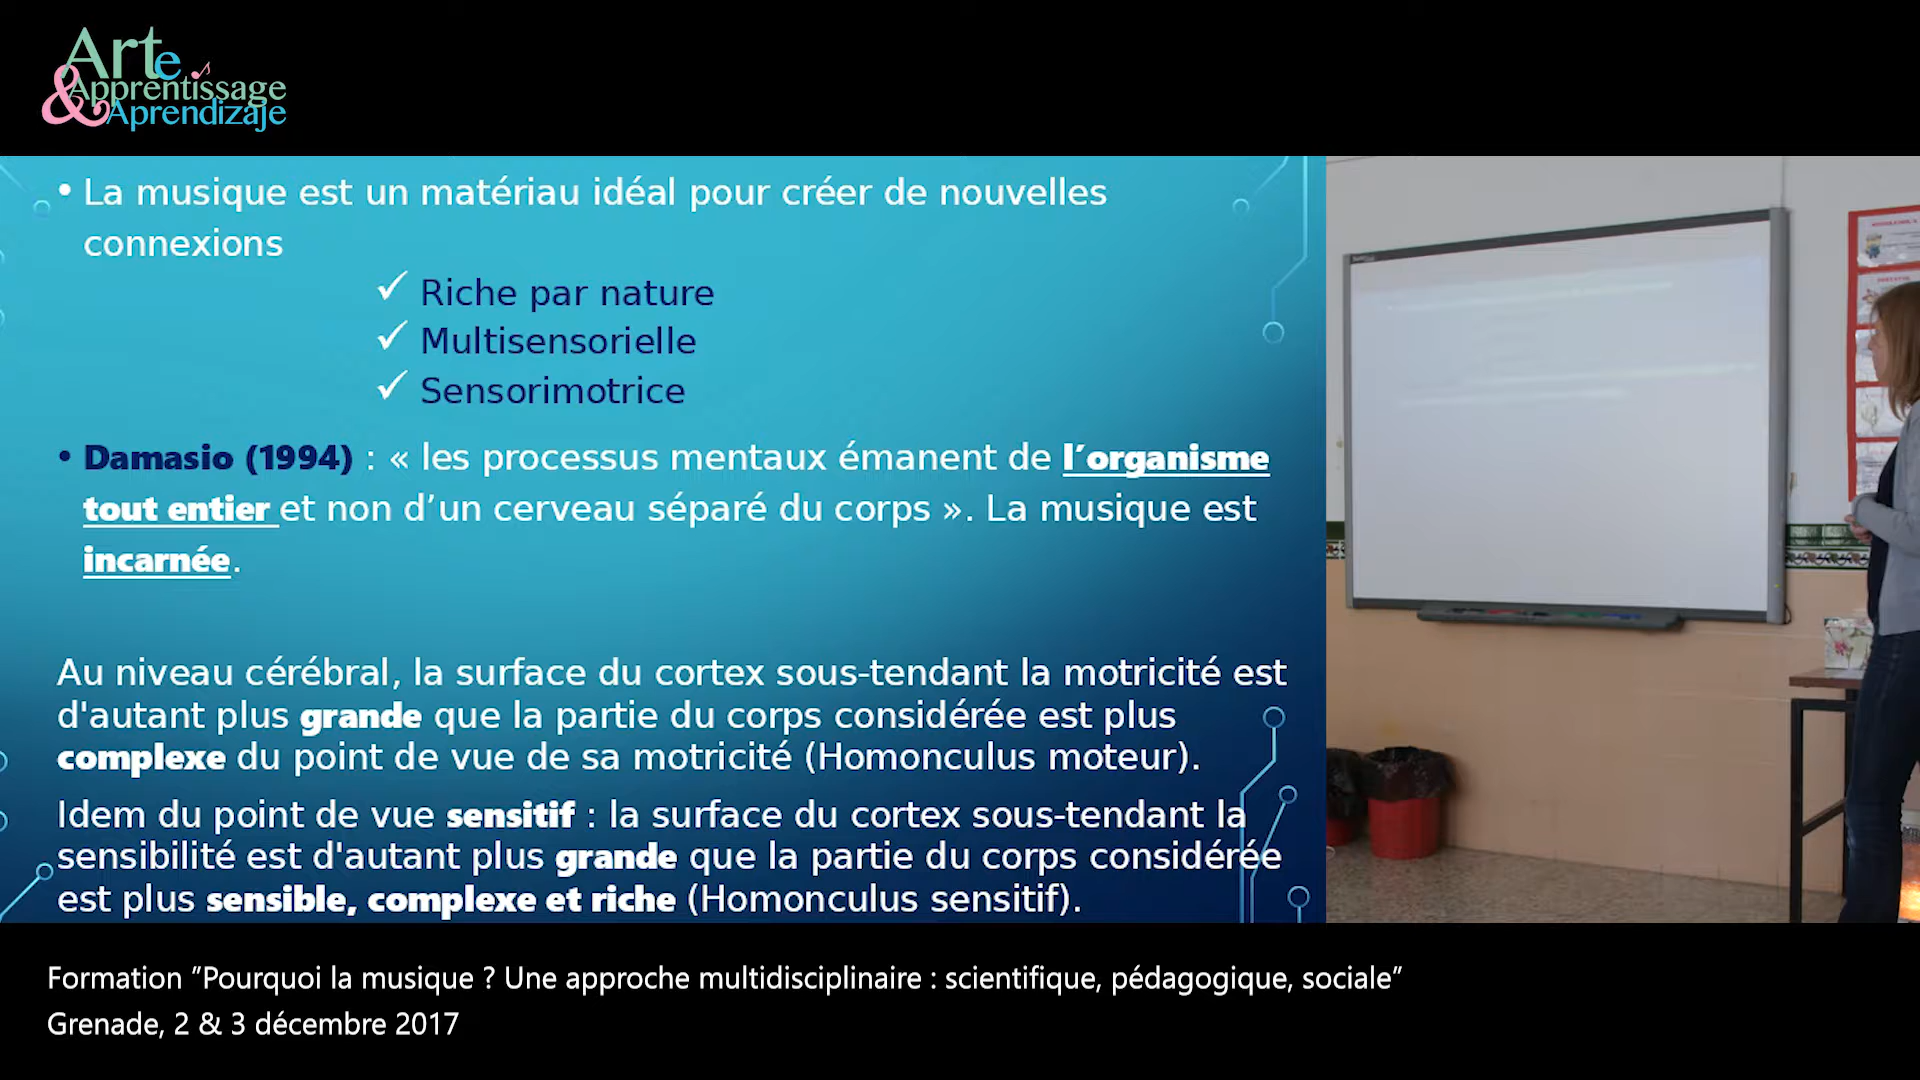 Arte
& Apprentissage
Aprendizaje
• La musique est un matériau idéal pour créer de nouvelles
connexions
✓ Riche par nature
✓ Multisensorielle
✓ Sensorimotrice
• Damasio (1994) : « les processus mentaux émanent de l’organisme
tout entier et non d’un cerveau séparé du corps ». La musique est
incarnée.
Au niveau cérébral, la surface du cortex sous-tendant la motricité est
d'autant plus grande que la partie du corps considérée est plus
complexe du point de vue de sa motricité (Homonculus moteur).
Idem du point de vue sensitif : la surface du cortex sous-tendant la
sensibilité est d'autant plus grande que la partie du corps considérée
est plus sensible, complexe et riche (Homonculus sensitif).
Formation ”Pourquoi la musique ? Une approche multidisciplinaire : scientifique, pédagogique, sociale”
Grenade, 2 & 3 décembre 2017